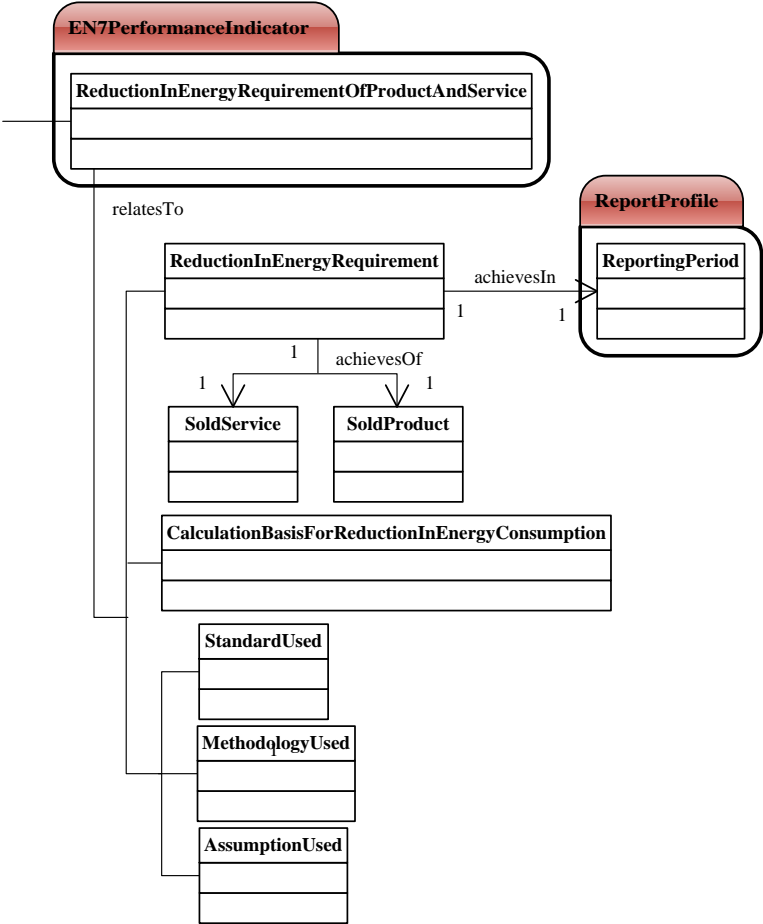 EN7PerformanceIndicator
ReductionInEnergyRequirementOfProductAndService
relatesTo
ReportProfile
ReductionInEnergyRequirement
achievesIn
ReportingPeriod
1
1
1
achievesOf
1
1
SoldService
SoldProduct
CalculationBasisForReductionInEnergyConsumption
StandardUsed
MethodologyUsed
1
AssumptionUsed